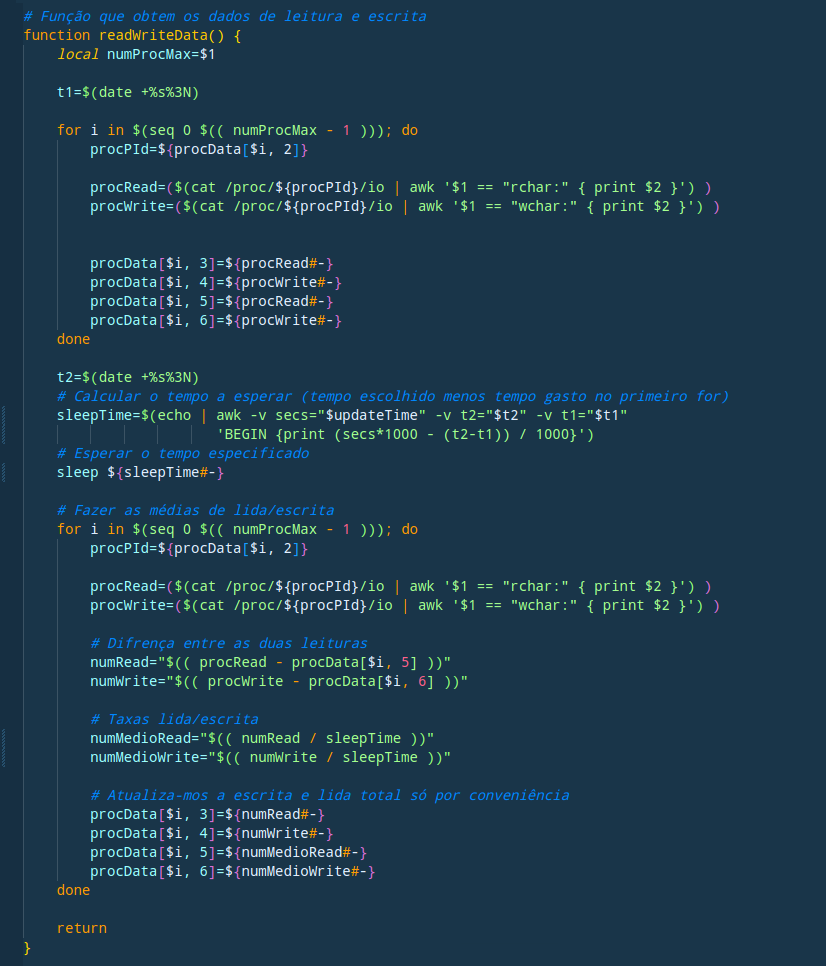 # Função que obtem os dados de leitura e escrita
function readWriteData() {
    local numProcMax=$1

    t1=$(date +%s%3N)

    for i in $(seq 0 $(( numProcMax - 1 ))); do
        procPId=${procData[$i, 2]}

        procRead=($(cat /proc/${procPId}/io | awk '$1 == "rchar:" { print $2 }') )
        procWrite=($(cat /proc/${procPId}/io | awk '$1 == "wchar:" { print $2 }') )


        procData[$i, 3]=${procRead#-}
        procData[$i, 4]=${procWrite#-}
        procData[$i, 5]=${procRead#-}
        procData[$i, 6]=${procWrite#-}
    done

    t2=$(date +%s%3N)
    # Calcular o tempo a esperar (tempo escolhido menos tempo gasto no primeiro for)
    sleepTime=$(echo | awk -v secs="$updateTime" -v t2="$t2" -v t1="$t1"
                       'BEGIN {print (secs*1000 - (t2-t1)) / 1000}')
    # Esperar o tempo especificado
    sleep ${sleepTime#-}

    # Fazer as médias de lida/escrita
    for i in $(seq 0 $(( numProcMax - 1 ))); do
        procPId=${procData[$i, 2]}

        procRead=($(cat /proc/${procPId}/io | awk '$1 == "rchar:" { print $2 }') )
        procWrite=($(cat /proc/${procPId}/io | awk '$1 == "wchar:" { print $2 }') )

        # Difrença entre as duas leituras
        numRead="$(( procRead - procData[$i, 5] ))"
        numWrite="$(( procWrite - procData[$i, 6] ))"

        # Taxas lida/escrita
        numMedioRead="$(( numRead / sleepTime ))"
        numMedioWrite="$(( numWrite / sleepTime ))"

        # Atualiza-mos a escrita e lida total só por conveniência
        procData[$i, 3]=${numRead#-}
        procData[$i, 4]=${numWrite#-}
        procData[$i, 5]=${numMedioRead#-}
        procData[$i, 6]=${numMedioWrite#-}
    done

    return
}